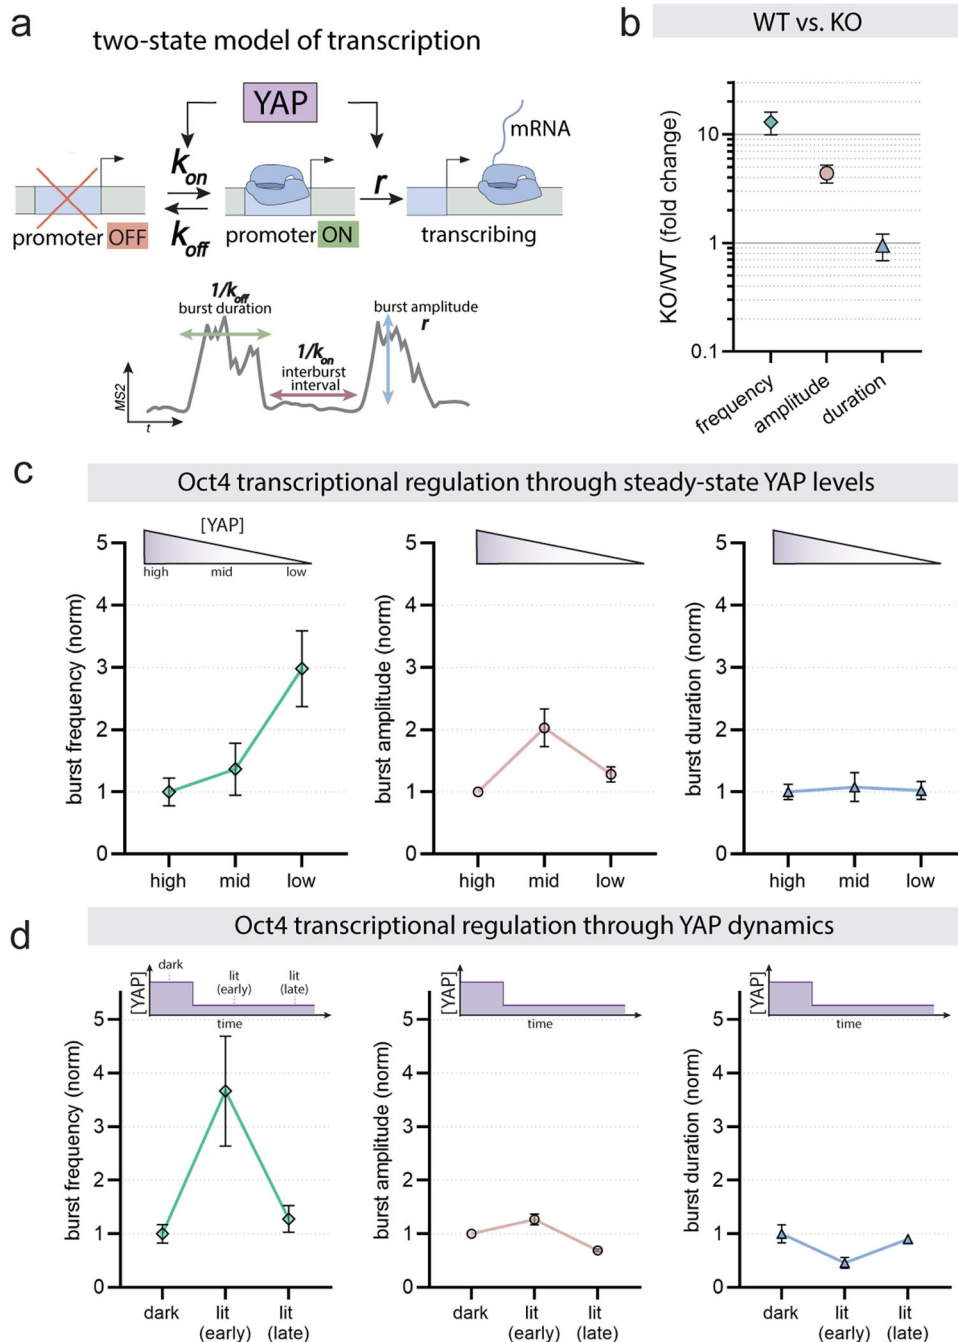 a
two-state model of transcription
YAP
mRNA
kon
koff
r
promoter OFF
promoter ON
transcribing
1/koff
burst duration
burst amplitude
r
1/kon
interburst
interval
MS2
t
b
WT vs. KO
KO/WT (fold change)
10
1
0.1
frequency
amplitude
duration
c
Oct4 transcriptional regulation through steady-state YAP levels
burst frequency (norm)
[YAP]
high mid low
5
4
3
2
1
0
high mid low
burst amplitude (norm)
5
4
3
2
1
0
high mid low
burst duration (norm)
5
4
3
2
1
0
high mid low
d
Oct4 transcriptional regulation through YAP dynamics
[YAP]
dark
lit
(early)
lit
(late)
time
burst frequency (norm)
5
4
3
2
1
0
dark
lit
(early)
lit
(late)
[YAP]
time
burst amplitude (norm)
5
4
3
2
1
0
dark
lit
(early)
lit
(late)
[YAP]
time
burst duration (norm)
5
4
3
2
1
0
dark
lit
(early)
lit
(late)